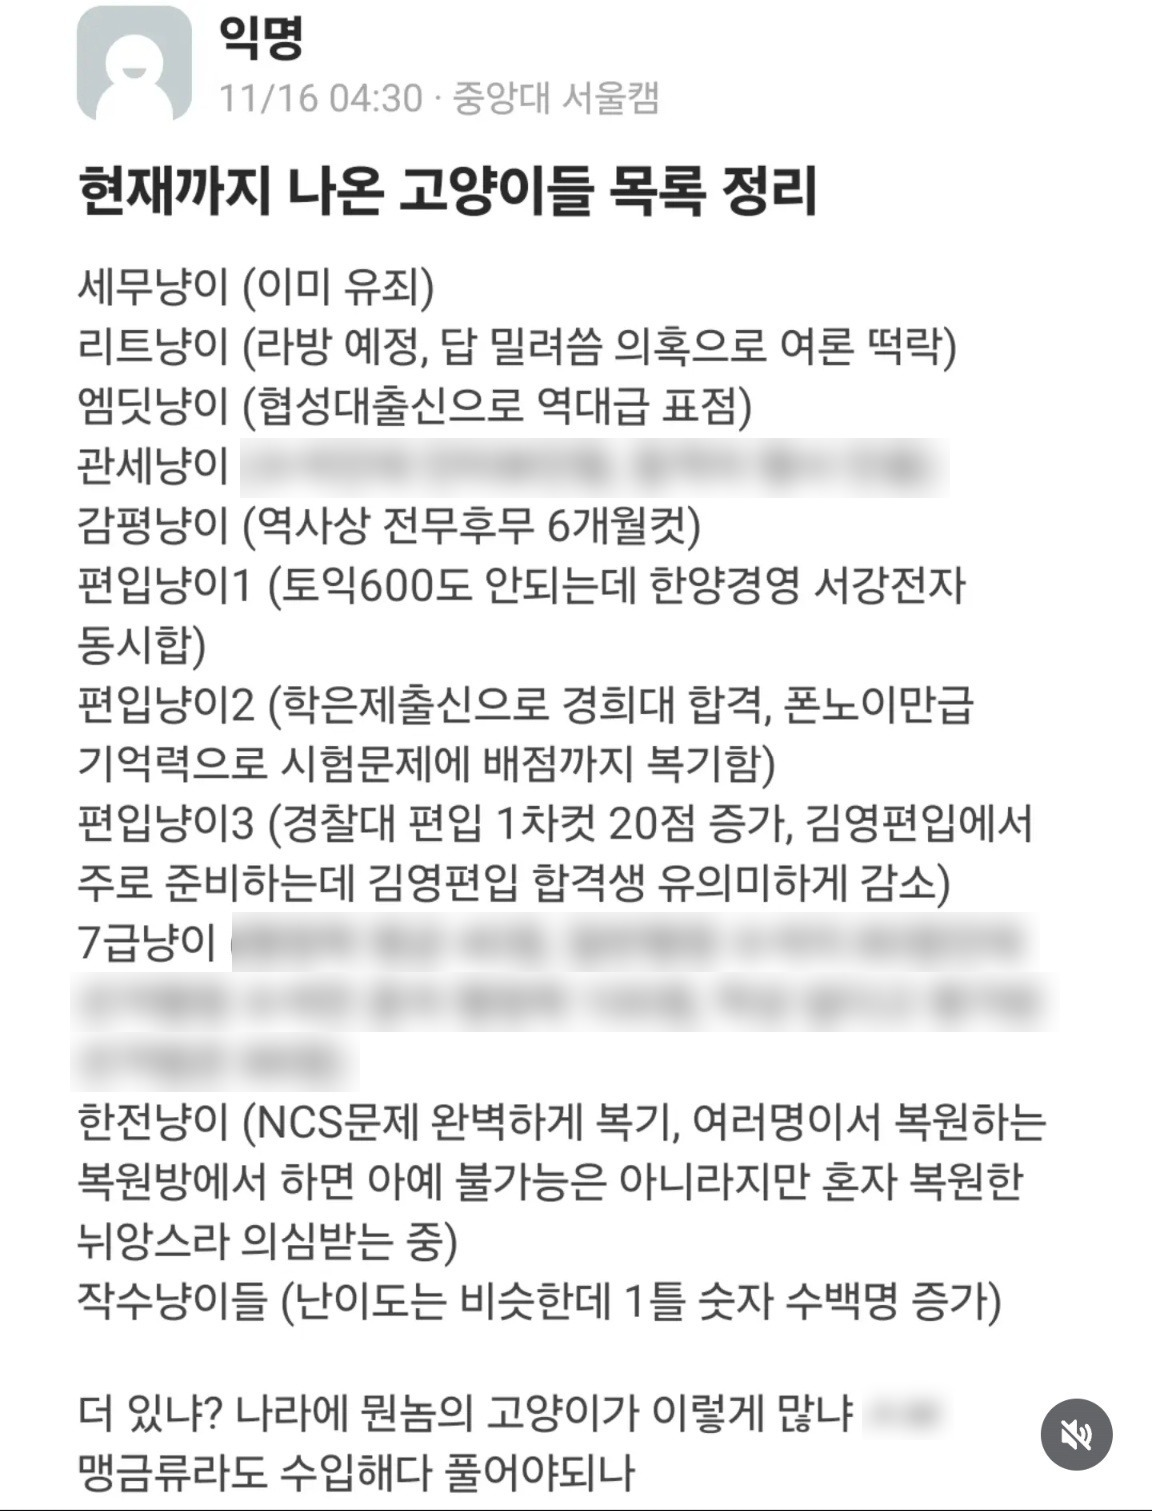 익명
11/16 04:30 · 중앙대 서울캠
현재까지 나온 고양이들 목록 정리
세무냥이 (이미 유죄)
리트냥이 (라방 예정, 답 밀려씀 의혹으로 여론 떡락)
엠딧냥이 (협성대출신으로 역대급 표점)
관세냥이
감평냥이 (역사상 전무후무 6개월컷)
편입냥이1 (토익600도 안되는데 한양경영 서강전자
동시합)
편입냥이2 (학은제출신으로 경희대 합격, 폰노이만급
기억력으로 시험문제에 배점까지 복기함)
편입냥이3 (경찰대 편입 1차컷 20점 증가, 김영편입에서
주로 준비하는데 김영편입 합격생 유의미하게 감소)
7급냥이
한전냥이 (NCS문제 완벽하게 복기, 여러명이서 복원하는
복원방에서 하면 아예 불가능은 아니라지만 혼자 복원한
뉘앙스라 의심받는 중)
작수냥이들 (난이도는 비슷한데 1틀 숫자 수백명 증가)
더 있냐? 나라에 뭔놈의 고양이가 이렇게 많냐
맹금류라도 수입해다 풀어야되나